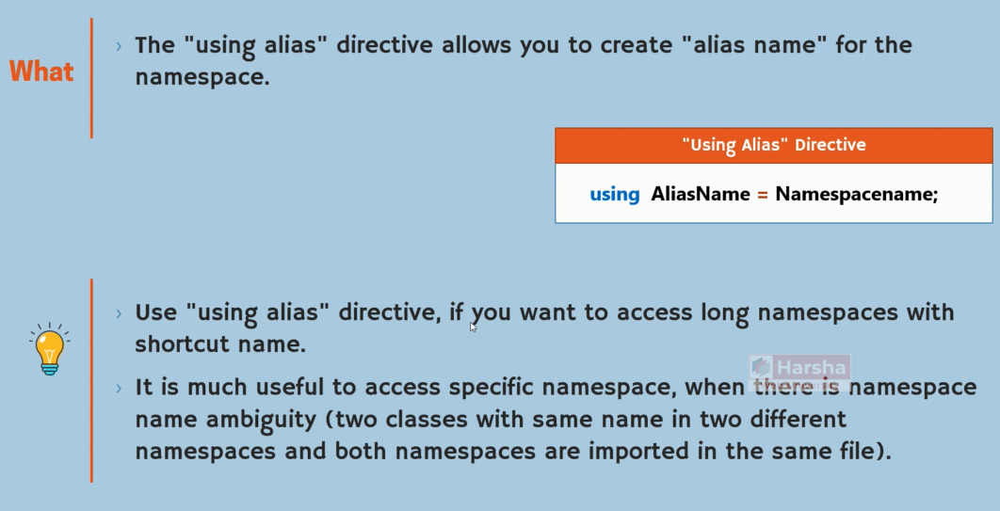 What
› The "using alias" directive allows you to create "alias name" for the
namespace.
"Using Alias" Directive
using AliasName = Namespacename;
› Use "using alias" directive, if you want to access long namespaces with
shortcut name.
Harsha
› It is much useful to access specific namespace, when there is namespace
name ambiguity (two classes with same name in two different
namespaces and both namespaces are imported in the same file).